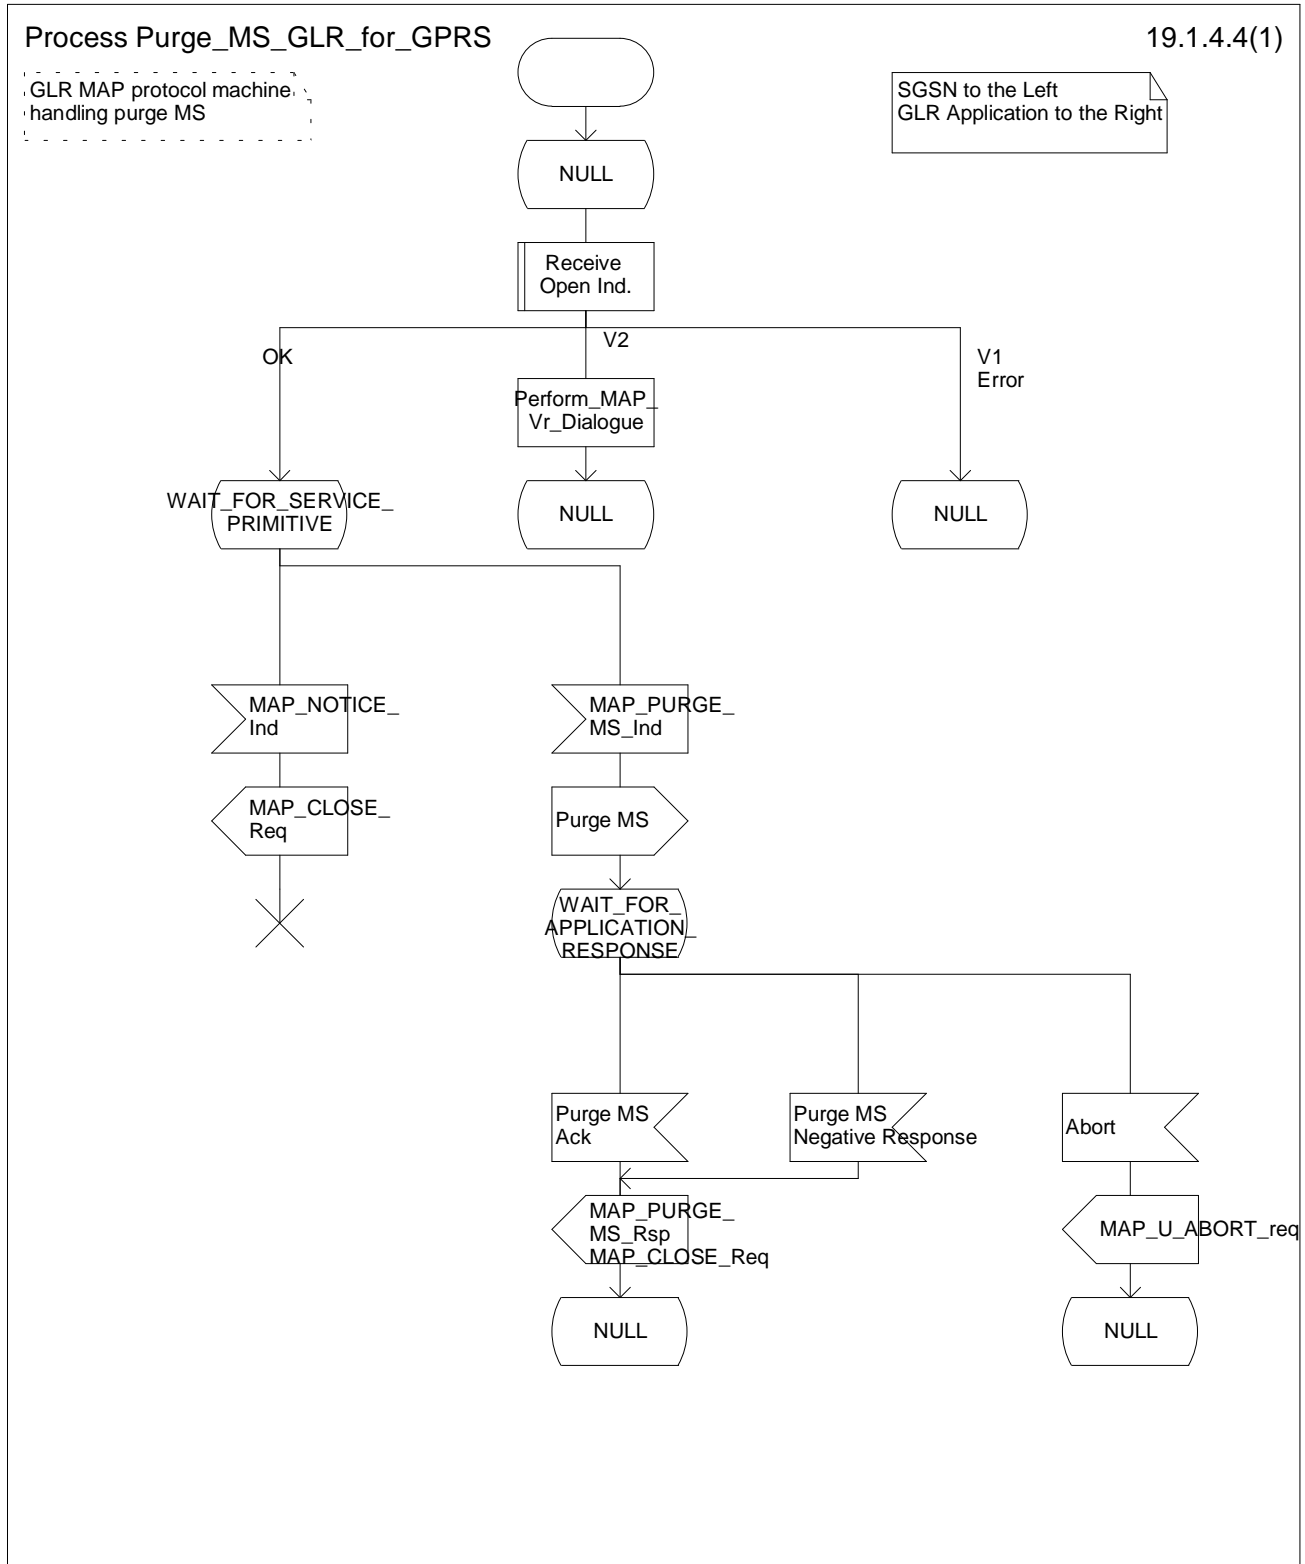 Process Purge_MS_GLR_for_GPRS
19.1.4.4(1)
GLR MAP protocol machine
handling purge MS
SGSN to the Left
GLR Application to the Right
NULL
Receive
Open Ind.
OK
V2
V1
Error
Perform_MAP_
Vr_Dialogue
WAIT_FOR_SERVICE_
PRIMITIVE
NULL
NULL
MAP_NOTICE_
Ind
MAP_PURGE_
MS_Ind
MAP_CLOSE_
Req
Purge MS
WAIT_FOR_
APPLICATION_
RESPONSE
Purge MS
Ack
Purge MS
Negative Response
Abort
MAP_PURGE_
MS_Rsp
MAP_CLOSE_Req
MAP_U_ABORT_req
NULL
NULL